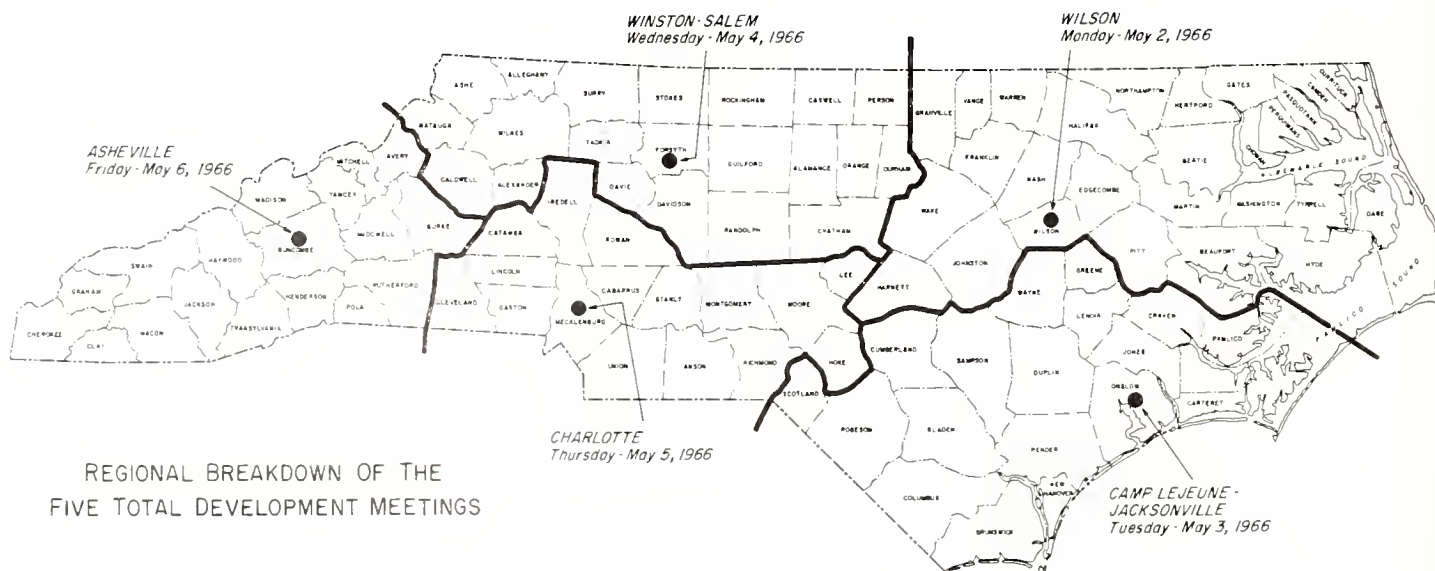 WINSTON-SALEM
Wednesday - May 4, 1966
WILSON
Monday - May 2, 1966
ASHEVILLE
Friday - May 6, 1966
CHARLOTTE
Thursday - May 5, 1966
CAMP LEJEUNE -
JACKSONVILLE
Tuesday - May 3, 1966
REGIONAL BREAKDOWN OF THE
FIVE TOTAL DEVELOPMENT MEETINGS
ASHE
ALLEGHANY
SURRY
STOKES
ROCKINGHAM
CASWELL
PERSON
GRANVILLE
VANCE
WARREN
NORTHAMPTON
HERTFORD
GATES
CURRITUCK
CAMDEN
PASQUOTANK
PERQUIMANS
CHOWAN
WATAUGA
WILKES
YADKIN
FORSYTH
GUILFORD
ALAMANCE
ORANGE
DURHAM
FRANKLIN
HALIFAX
NASH
EDGECOMBE
BERTIE
ALBEMARLE SOUND
MARTIN
WASHINGTON
TYRRELL
DARE
MITCHELL
AVERY
CALDWELL
ALEXANDER
DAVIE
DAVIDSON
IREDELL
ROWAN
RANDOLPH
CHATHAM
WAKE
WILSON
PITT
BEAUFORT
HYDE
MADISON
YANCEY
MCDOWELL
BURKE
CATAWBA
BUNCOMBE
HAYWOOD
SWAIN
GRAHAM
CHEROKEE
CLAY
MACON
JACKSON
TRANSYLVANIA
HENDERSON
POLK
RUTHERFORD
CLEVELAND
LINCOLN
GASTON
MECKLENBURG
CABARRUS
STANLY
MONTGOMERY
MOORE
LEE
HARNETT
JOHNSTON
WAYNE
GREENE
LENOIR
CRAVEN
PAMLICO
PAMLICO SOUND
JONES
ONSLOW
CARTERET
UNION
ANSON
RICHMOND
SCOTLAND
HOKE
CUMBERLAND
SAMPSON
DUPLIN
ROBESON
BLADEN
PENDER
COLUMBUS
NEW
HANOVER
BRUNSWICK